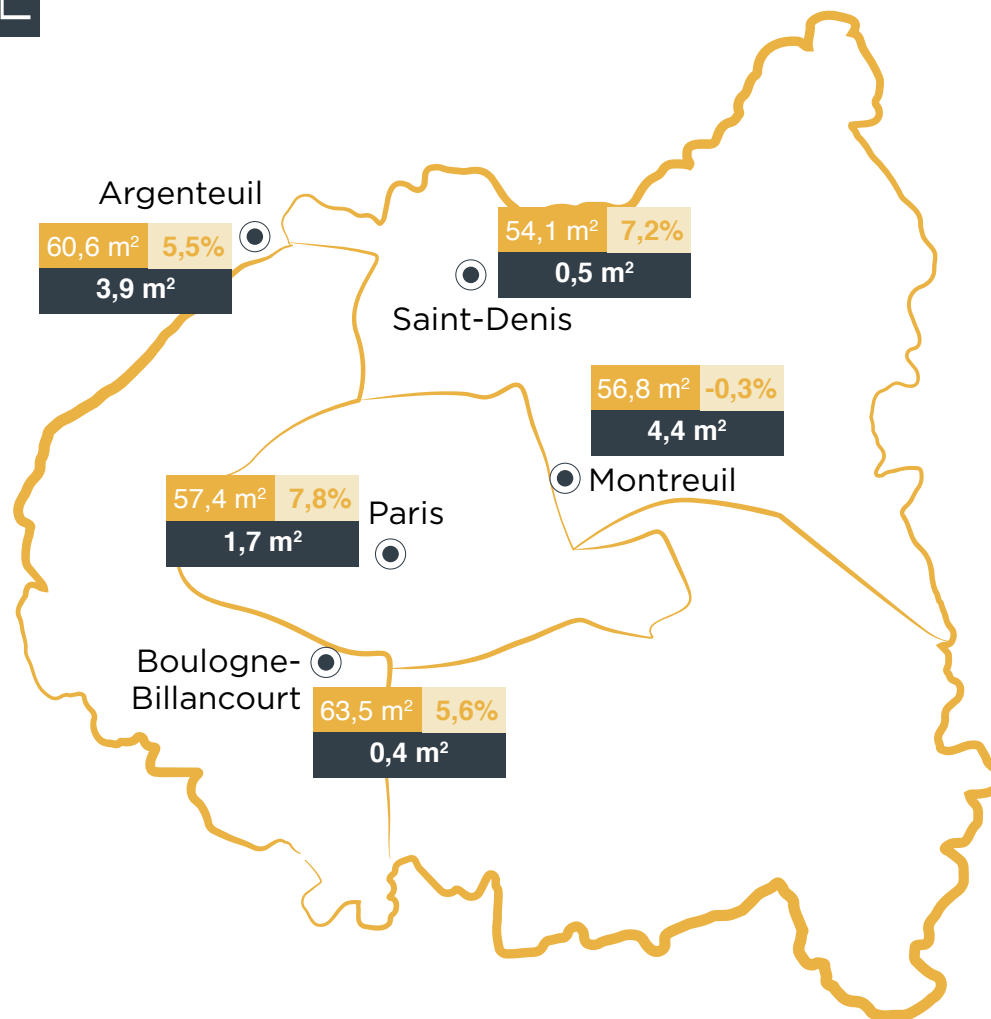 Argenteuil
60,6 m² 5,5%
3,9 m²
54,1 m² 7,2%
0,5 m²
Saint-Denis
56,8 m² -0,3%
4,4 m²
Montreuil
57,4 m² 7,8%
1,7 m²
Paris
Boulogne-
Billancourt
63,5 m² 5,6%
0,4 m²